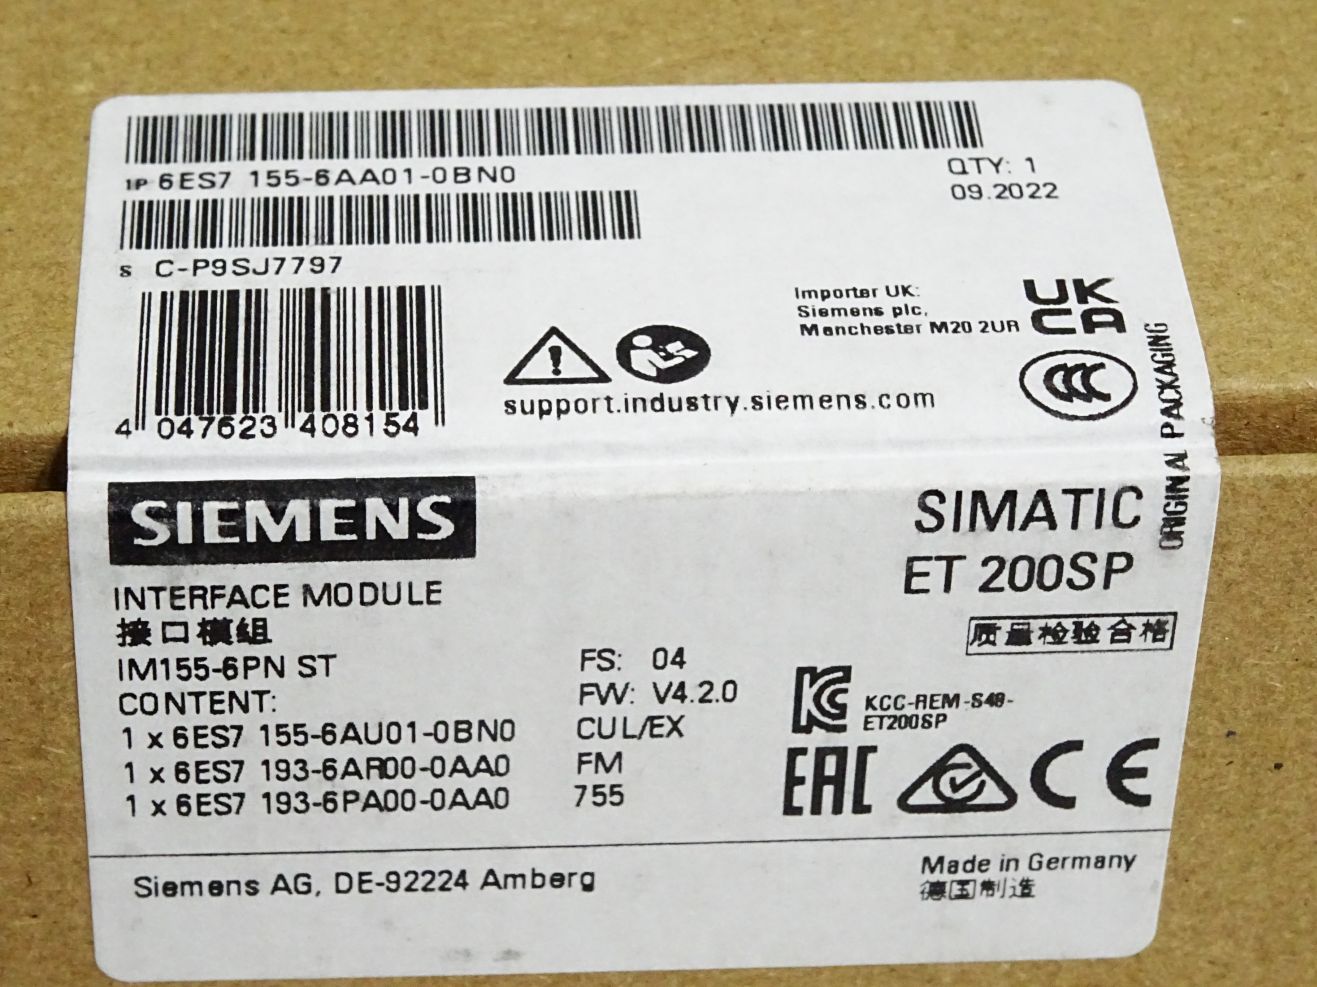 1P 6ES7 155-6AA01-0BN0
QTY: 1
09.2022
S C-P9SJ7797
Importer UK:
Siemens plc,
Manchester M20 2UR
UK
CA
CCC
support.industry.siemens.com
4 047623 408154
ORIGINAL PACKAGING
SIEMENS
SIMATIC
ET 200SP
INTERFACE MODULE
接口模组
质量检验合格
IM155-6PN ST
FS: 04
CONTENT:
FW: V4.2.0
KCC-REM-S49-
ET200SP
1 x 6ES7 155-6AU01-0BN0
CUL/EX
1 x 6ES7 193-6AR00-0AA0
FM
1 x 6ES7 193-6PA00-0AA0
755
EAC
CE
Siemens AG, DE-92224 Amberg
Made in Germany
德国制造